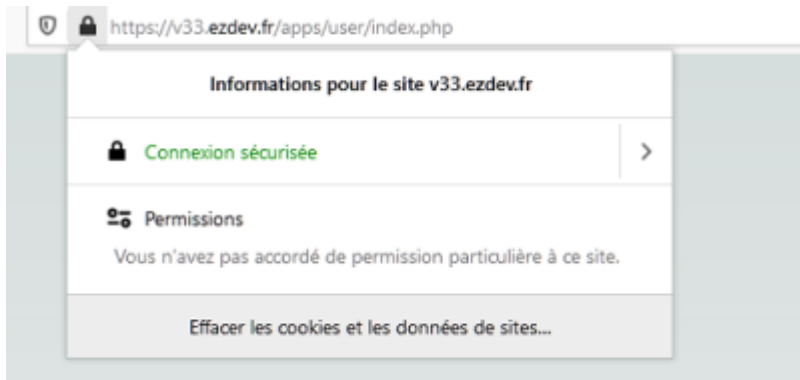 https://v33.ezdev.fr/apps/user/index.php
Informations pour le site v33.ezdev.fr
Connexion sécurisée
Permissions
Vous n'avez pas accordé de permission particulière à ce site.
Effacer les cookies et les données de sites...